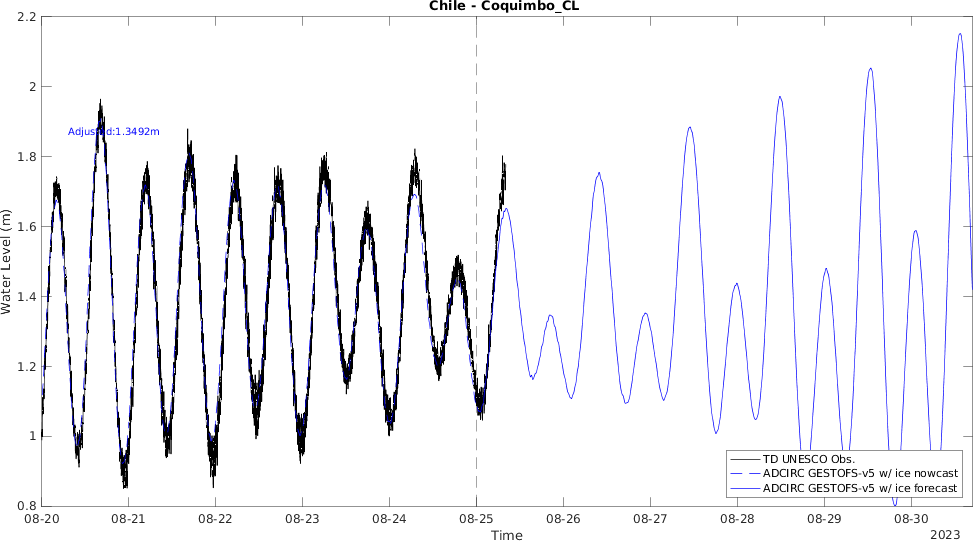 Chile - Coquimbo_CL
2.2
2
1.8
1.6
1.4
1.2
1
0.8
Water Level (m)
Adjusted:1.3492m
TD UNESCO Obs.
ADCIRC GESTOFS-v5 w/ ice nowcast
ADCIRC GESTOFS-v5 w/ ice forecast
08-20 08-21 08-22 08-23 08-24 08-25 08-26 08-27 08-28 08-29 08-30
Time
2023